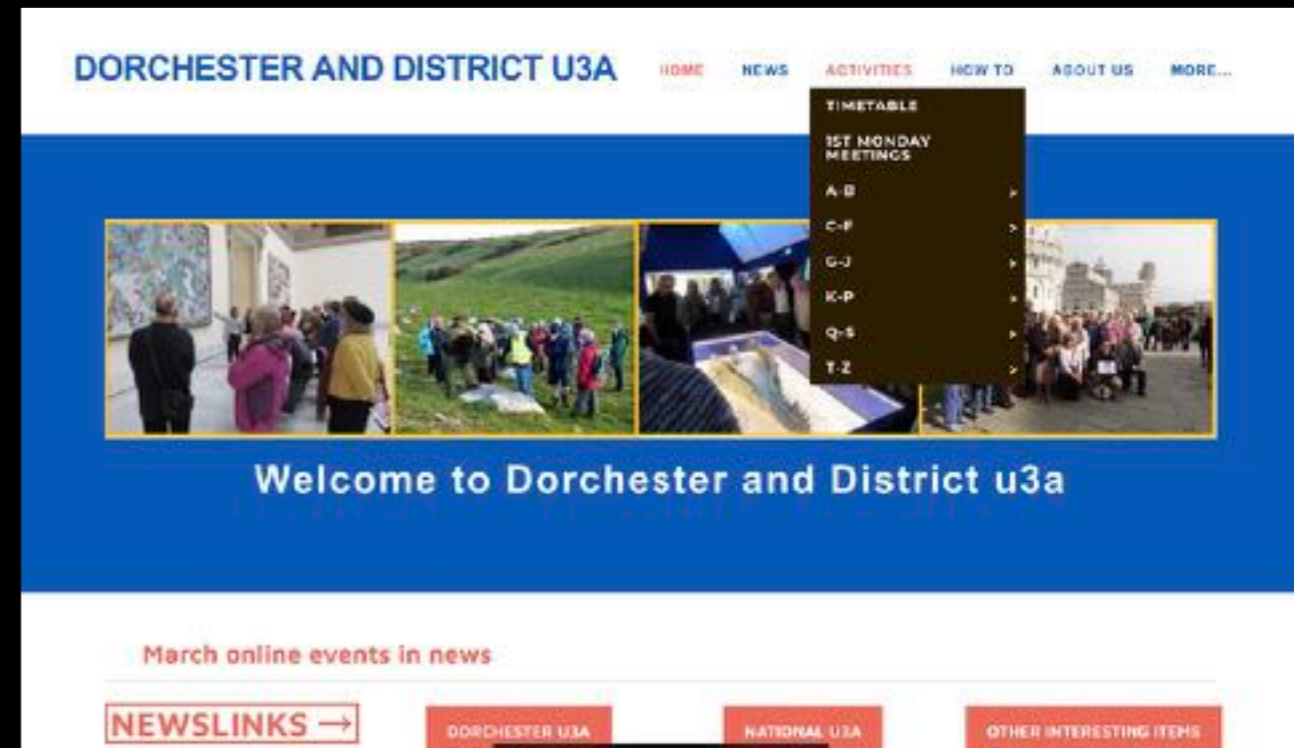 DORCHESTER AND DISTRICT U3A
HOME NEWS ACTIVITIES HOW TO ABOUT US MORE...
TIMETABLE
1ST MONDAY
MEETINGS
A-B >
C-F >
G-J >
K-P >
Q-S >
T-Z >
Welcome to Dorchester and District u3a
March online events in news
NEWSLINKS →
DORCHESTER U3A NATIONAL U3A OTHER INTERESTING ITEMS